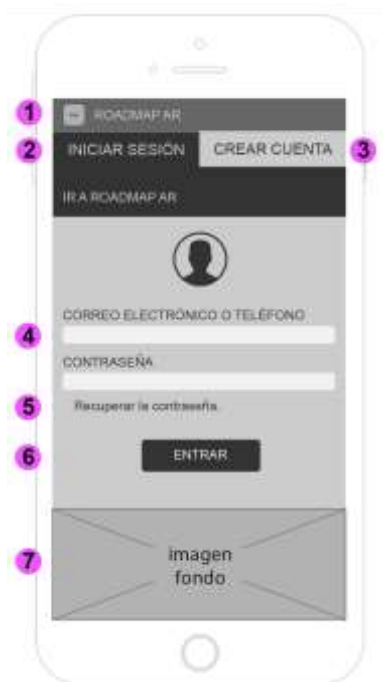 1
ROADMAP AR
2
INICIAR SESIÓN
CREAR CUENTA
3
IR A ROADMAP AR
CORREO ELECTRÓNICO O TELÉFONO
4
CONTRASEÑA
5
Recuperar la contraseña.
6
ENTRAR
7
imagen
fondo